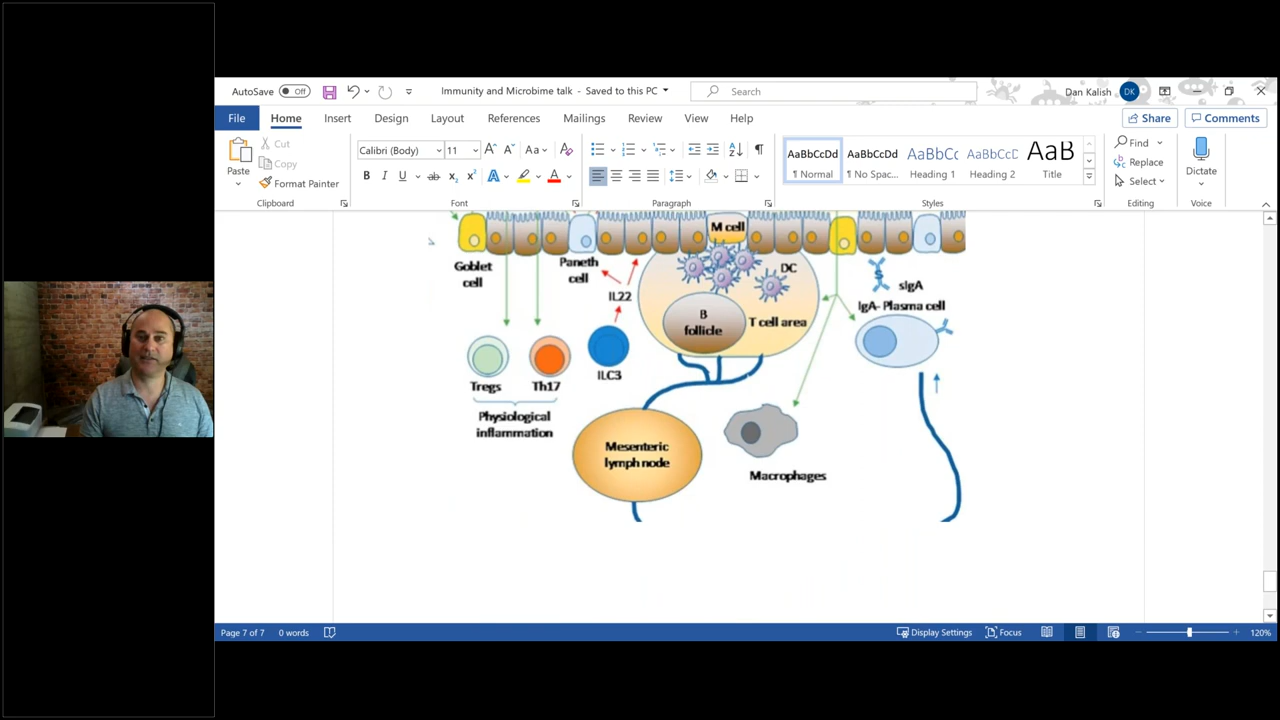 AutoSave Off
Immunity and Microbime talk - Saved to this PC
Search
Dan Kalish DK
File Home Insert Design Layout References Mailings Review View Help
Share Comments
Paste
Cut
Copy
Format Painter
Clipboard
Calibri (Body) 11
Font
Paragraph
AaBbCcDd AaBbCcDd AaBbCc AaBbCcD AaB
¶ Normal ¶ No Spac... Heading 1 Heading 2 Title
Styles
Find
Replace
Select
Editing
Dictate
Voice
M cell
Goblet
cell
Paneth
cell
IL22
ILC3
DC
B
follicle
T cell area
sIgA
IgA- Plasma cell
Tregs
Th17
Physiological
inflammation
Mesenteric
lymph node
Macrophages
Page 7 of 7 0 words
Display Settings Focus
120%